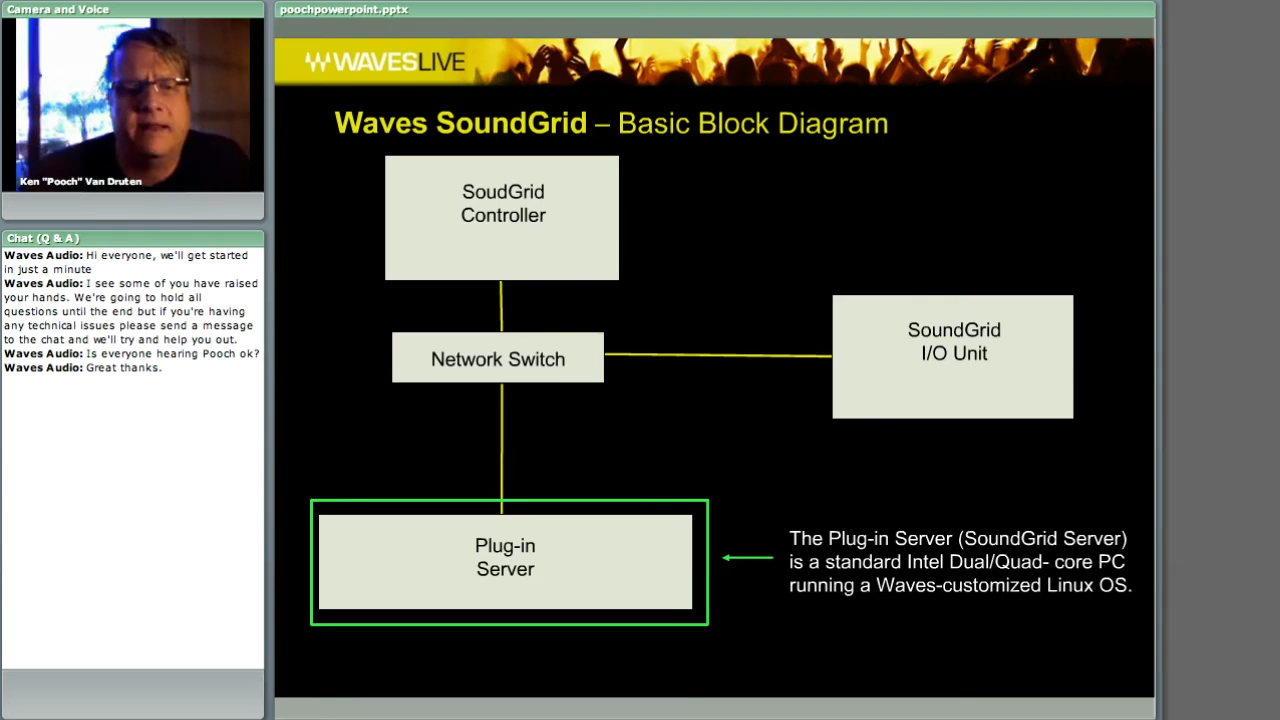 Camera and Voice
Ken "Pooch" Van Druten
Chat (Q & A)
Waves Audio: Hi everyone, we'll get started
in just a minute
Waves Audio: I see some of you have raised
your hands. We're going to hold all
questions until the end but if you're having
any technical issues please send a message
to the chat and we'll try and help you out.
Waves Audio: Is everyone hearing Pooch ok?
Waves Audio: Great thanks.
poochpowerpoint.pptx
WAVESLIVE
Waves SoundGrid – Basic Block Diagram
SoudGrid
Controller
Network Switch
SoundGrid
I/O Unit
Plug-in
Server
The Plug-in Server (SoundGrid Server)
is a standard Intel Dual/Quad- core PC
running a Waves-customized Linux OS.